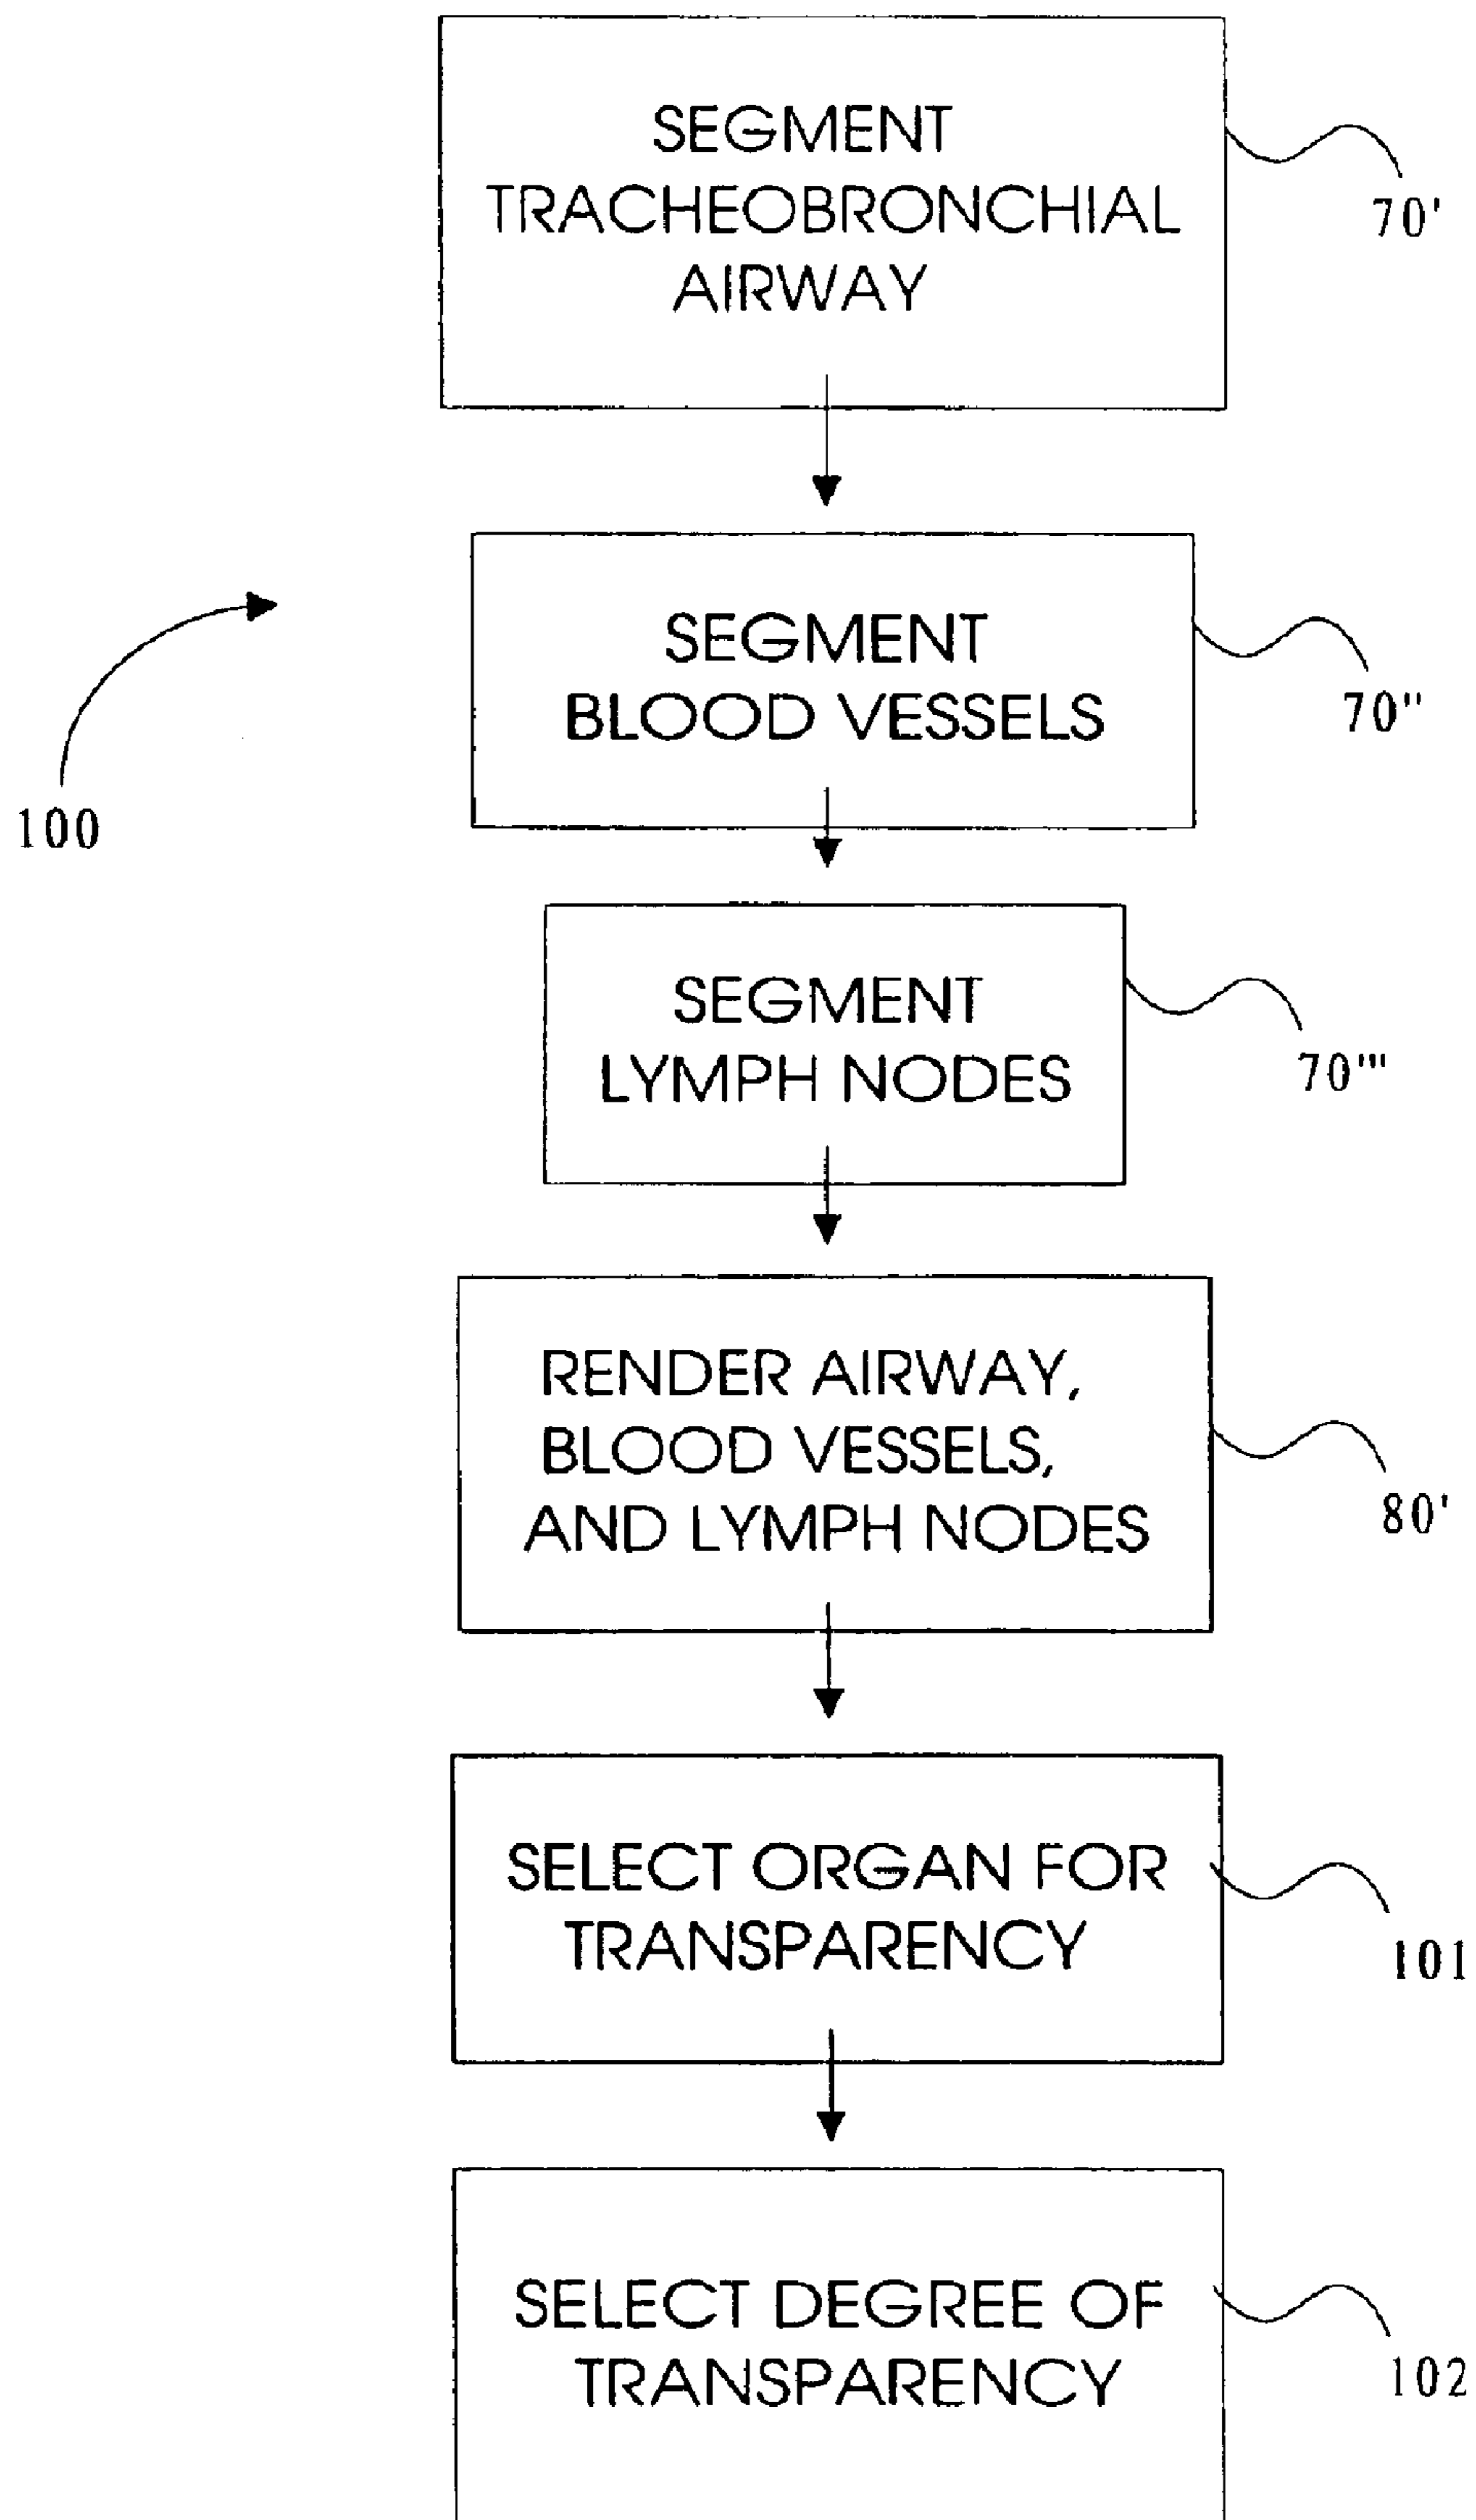 SEGMENT
TRACHEOBRONCHIAL
AIRWAY
70'
SEGMENT
BLOOD VESSELS
70"
100
SEGMENT
LYMPH NODES
70""
RENDER AIRWAY,
BLOOD VESSELS,
AND LYMPH NODES
80'
SELECT ORGAN FOR
TRANSPARENCY
101
SELECT DEGREE OF
TRANSPARENCY
102